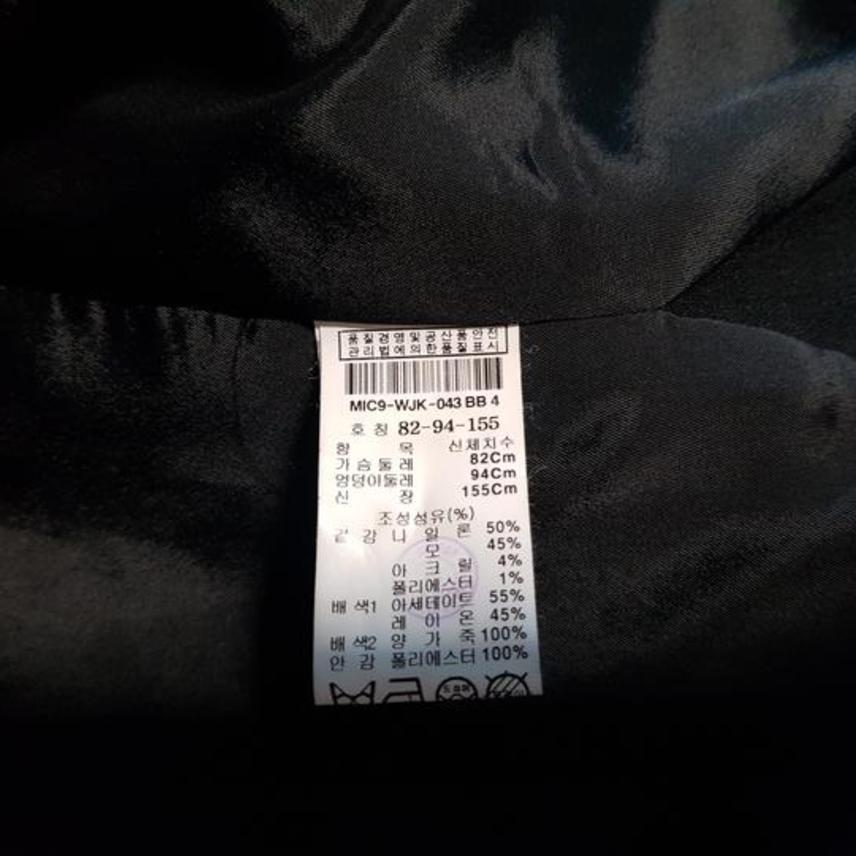 품질경영및공산품안전
관리법에의한품질표시
MIC9-WJK-043 BB 4
호칭 82-94-155
항목 신체치수
가슴둘레 82Cm
엉덩이둘레 94Cm
신장 155Cm
조성섬유(%)
겉감 나일론 50%
모 45%
아크릴 4%
폴리에스터 1%
배색1 아세테이트 55%
레이온 45%
배색2 양가죽 100%
안감 폴리에스터 100%
드라이